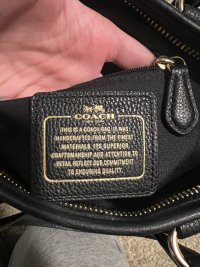 COACH
THIS IS A COACH BAG. IT WAS
HANDCRAFTED FROM THE FINEST
MATERIALS. YES, SUPERIOR
CRAFTSMANSHIP AND ATTENTION TO
DETAIL REFLECT OUR COMMITMENT
TO ENDURING QUALITY.